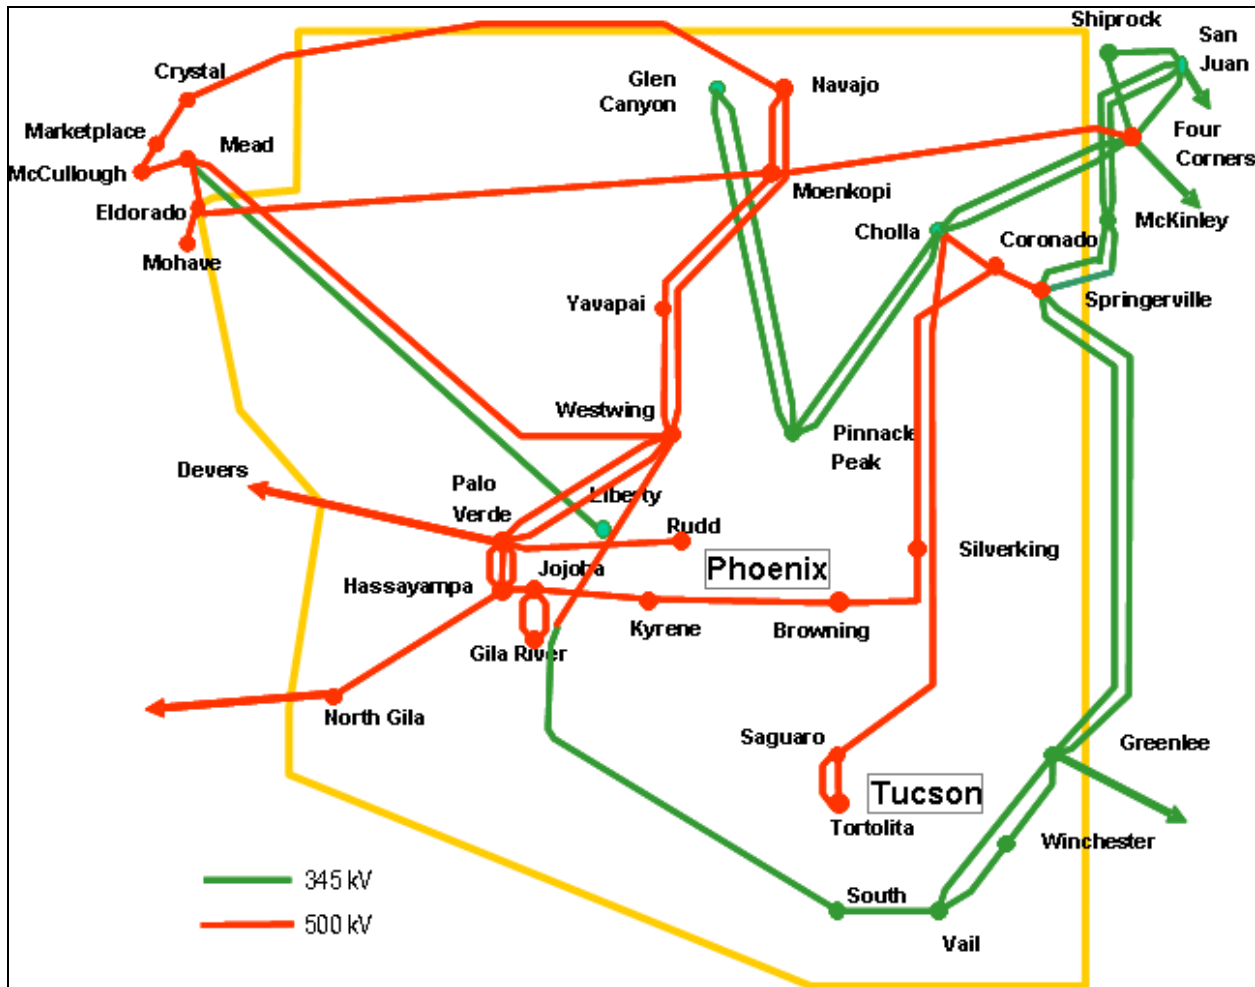 Shiprock
San
Juan
Crystal
Glen
Canyon
Navajo
Marketplace
Mead
Four
Corners
McCullough
Moenkopi
Eldorado
Cholla
Coronado
McKinley
Mohave
Yavapai
Springerville
Westwing
Pinnacle
Peak
Devers
Palo
Verde
Liberty
Rudd
Silverking
Jojoba
Phoenix
Hassayampa
Kyrene
Browning
Gila River
North Gila
Saguaro
Greenlee
Tucson
Tortolita
Winchester
345 kV
South
500 kV
Vail